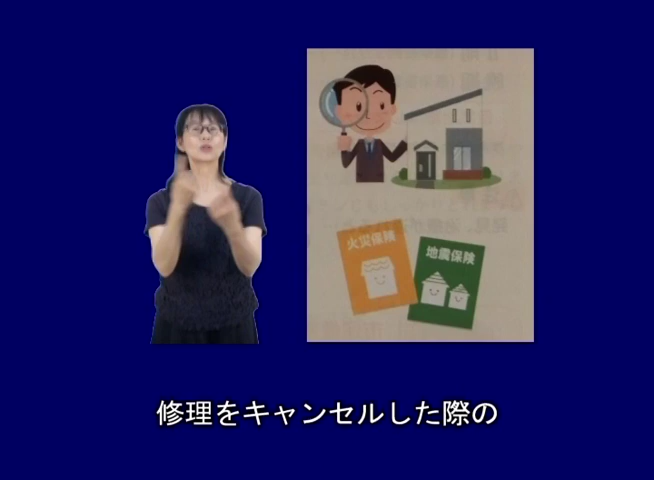 火災保険
地震保険
修理をキャンセルした際の